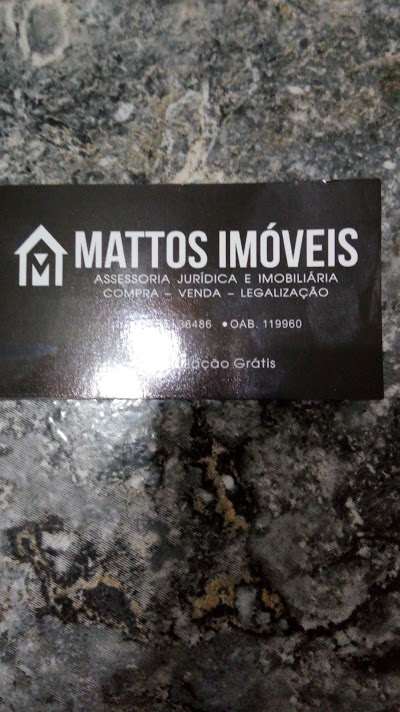 MATTOS IMÓVEIS
ASSESSORIA JURÍDICA E IMOBILIÁRIA
COMPRA – VENDA – LEGALIZAÇÃO
● OAB. 119960
Grátis